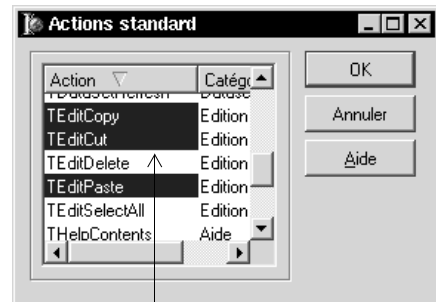 Actions standard
Action Catégo
TEditCopy Edition
TEditCut Edition
TEditDelete Edition
TEditPaste Edition
TEditSelectAll Edition
THelpContents Aide
OK
Annuler
Aide